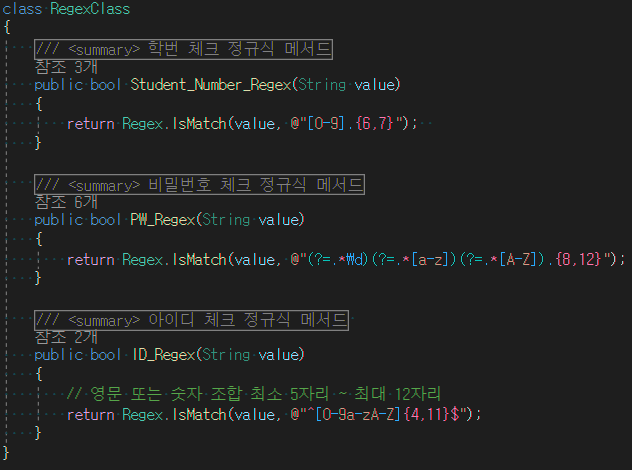 class RegexClass
{
/// <summary> 학번 체크 정규식 메서드
참조 3개
public bool Student_Number_Regex(String value)
{
return Regex.IsMatch(value, @"[0-9].{6,7}");
}
/// <summary> 비밀번호 체크 정규식 메서드
참조 6개
public bool PW_Regex(String value)
{
return Regex.IsMatch(value, @"(?=.*₩d)(?=.*[a-z])(?=.*[A-Z]).{8,12}");
}
/// <summary> 아이디 체크 정규식 메서드
참조 2개
public bool ID_Regex(String value)
{
// 영문 또는 숫자 조합 최소 5자리 ~ 최대 12자리
return Regex.IsMatch(value, @"^[0-9a-zA-Z]{4,11}$");
}
}